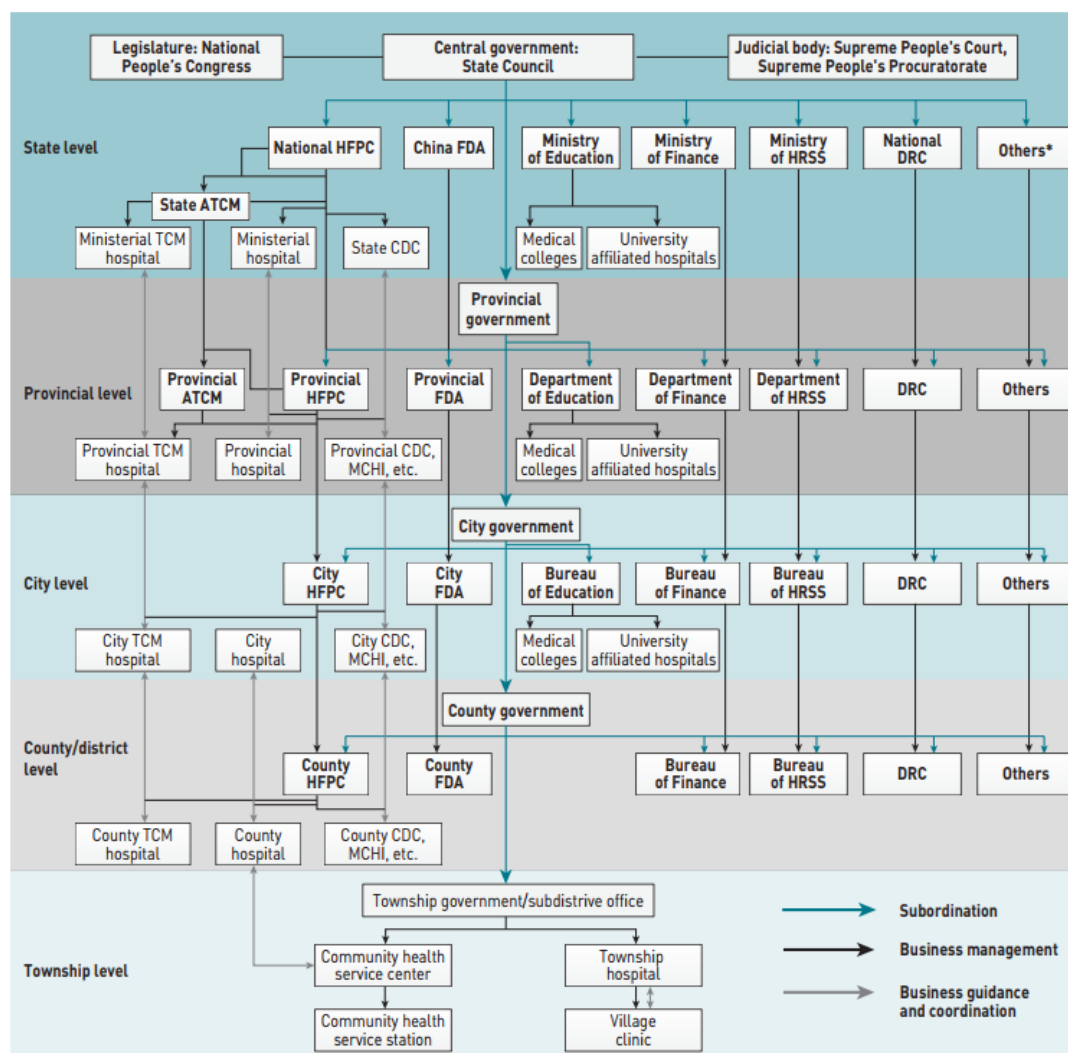 Legislature: National
People's Congress
Central government:
State Council
Judicial body: Supreme People's Court,
Supreme People's Procuratorate
State level
National HFPC
China FDA
Ministry
of Education
Ministry
of Finance
Ministry
of HRSS
National
DRC
Others*
State ATCM
Ministerial TCM
hospital
Ministerial
hospital
State CDC
Medical
colleges
University
affiliated hospitals
Provincial
government
Provincial level
Provincial
ATCM
Provincial
HFPC
Provincial
FDA
Department
of Education
Department
of Finance
Department
of HRSS
DRC
Others
Provincial TCM
hospital
Provincial
hospital
Provincial CDC,
MCHI, etc.
Medical
colleges
University
affiliated hospitals
City government
City level
City
HFPC
City
FDA
Bureau
of Education
Bureau
of Finance
Bureau
of HRSS
DRC
Others
City TCM
hospital
City
hospital
City CDC,
MCHI, etc.
Medical
colleges
University
affiliated hospitals
County government
County/district
level
County
HFPC
County
FDA
Bureau
of Finance
Bureau
of HRSS
DRC
Others
County TCM
hospital
County
hospital
County CDC,
MCHI, etc.
Township government/subdistrive office
Township level
Community health
service center
Township
hospital
Community health
service station
Village
clinic
Subordination
Business management
Business guidance
and coordination